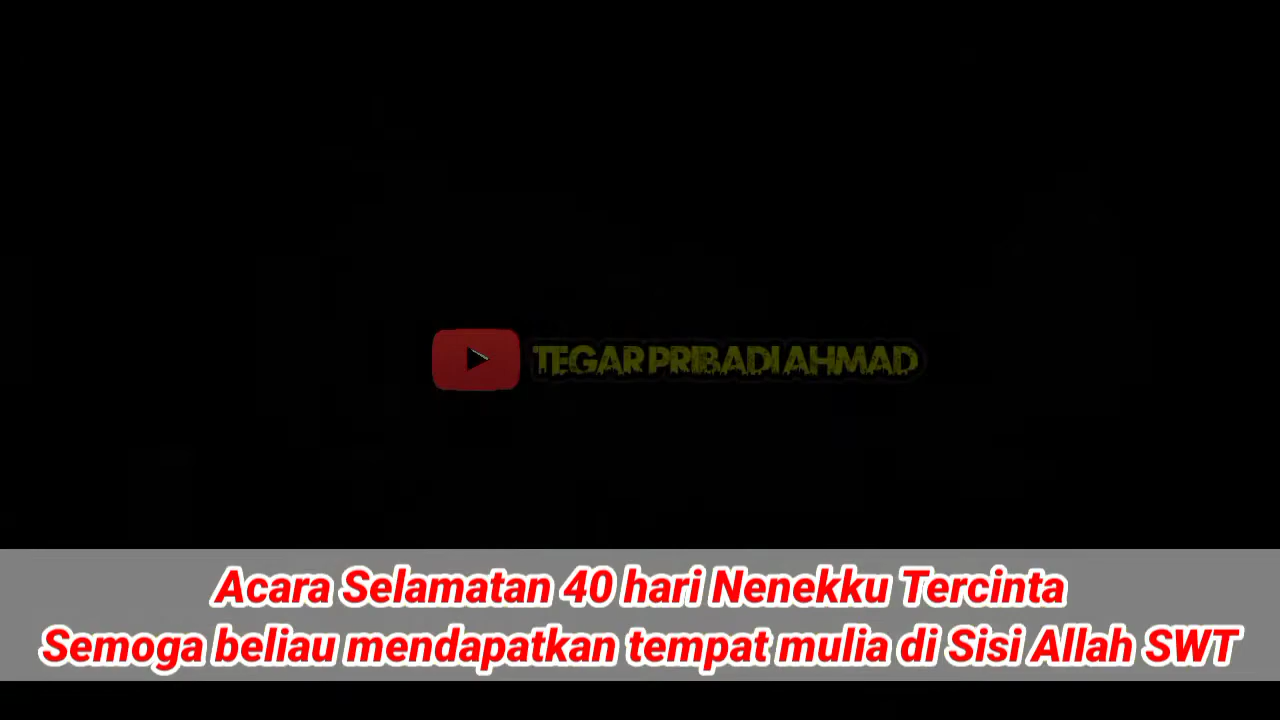 TEGAR PRIBADI AHMAD
Acara Selamatan 40 hari Nenekku Tercinta
Semoga beliau mendapatkan tempat mulia di Sisi Allah SWT